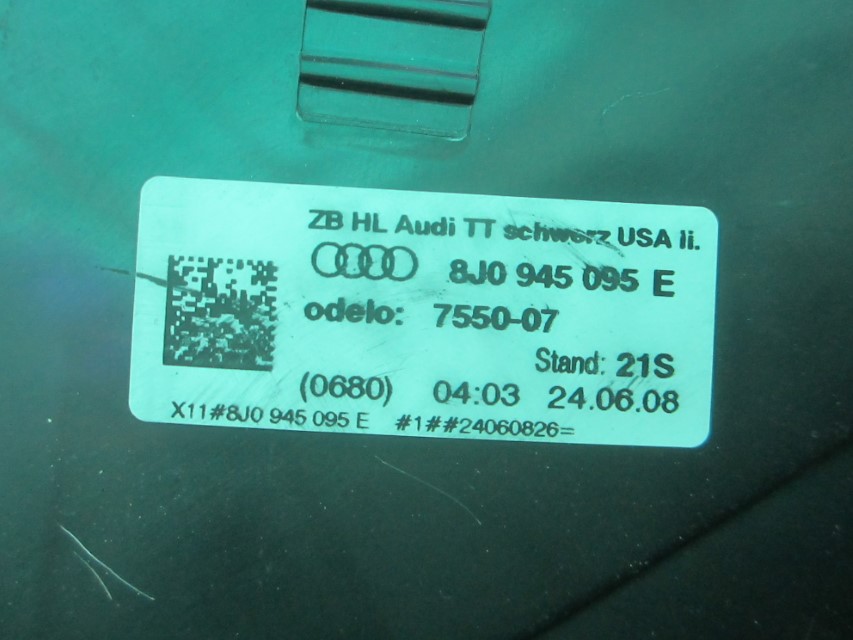 ZB HL Audi TT schwarz USA li.
8J0 945 095 E
odelo: 7550-07
Stand: 21S
(0680) 04:03 24.06.08
X11#8J0 945 095 E #1##24060826=